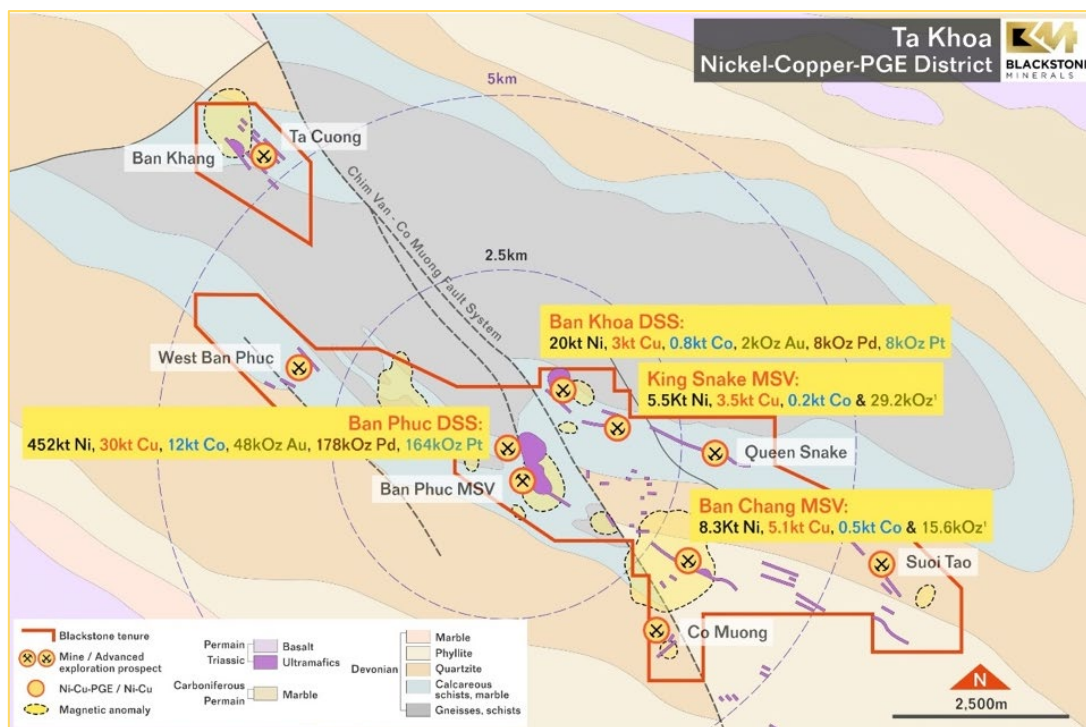 Ta Khoa
Nickel-Copper-PGE District
BLACKSTONE
MINERALS
5km
Ta Cuong
Ban Khang
Chim Van - Co Muong Fault System
2.5km
Ban Khoa DSS:
20kt Ni, 3kt Cu, 0.8kt Co, 2kOz Au, 8kOz Pd, 8kOz Pt
West Ban Phuc
King Snake MSV:
5.5Kt Ni, 3.5kt Cu, 0.2kt Co & 29.2kOz¹
Ban Phuc DSS:
452kt Ni, 30kt Cu, 12kt Co, 48kOz Au, 178kOz Pd, 164kOz Pt
Queen Snake
Ban Phuc MSV
Ban Chang MSV:
8.3Kt Ni, 5.1kt Cu, 0.5kt Co & 15.6kOz¹
Suoi Tao
Co Muong
Blackstone tenure
Mine / Advanced
exploration prospect
Ni-Cu-PGE / Ni-Cu
Magnetic anomaly
Permain
Triassic
Basalt
Ultramafics
Carboniferous
Permain
Marble
Devonian
Marble
Phyllite
Quartzite
Calcareous
schists, marble
Gneisses, schists
N
2,500m